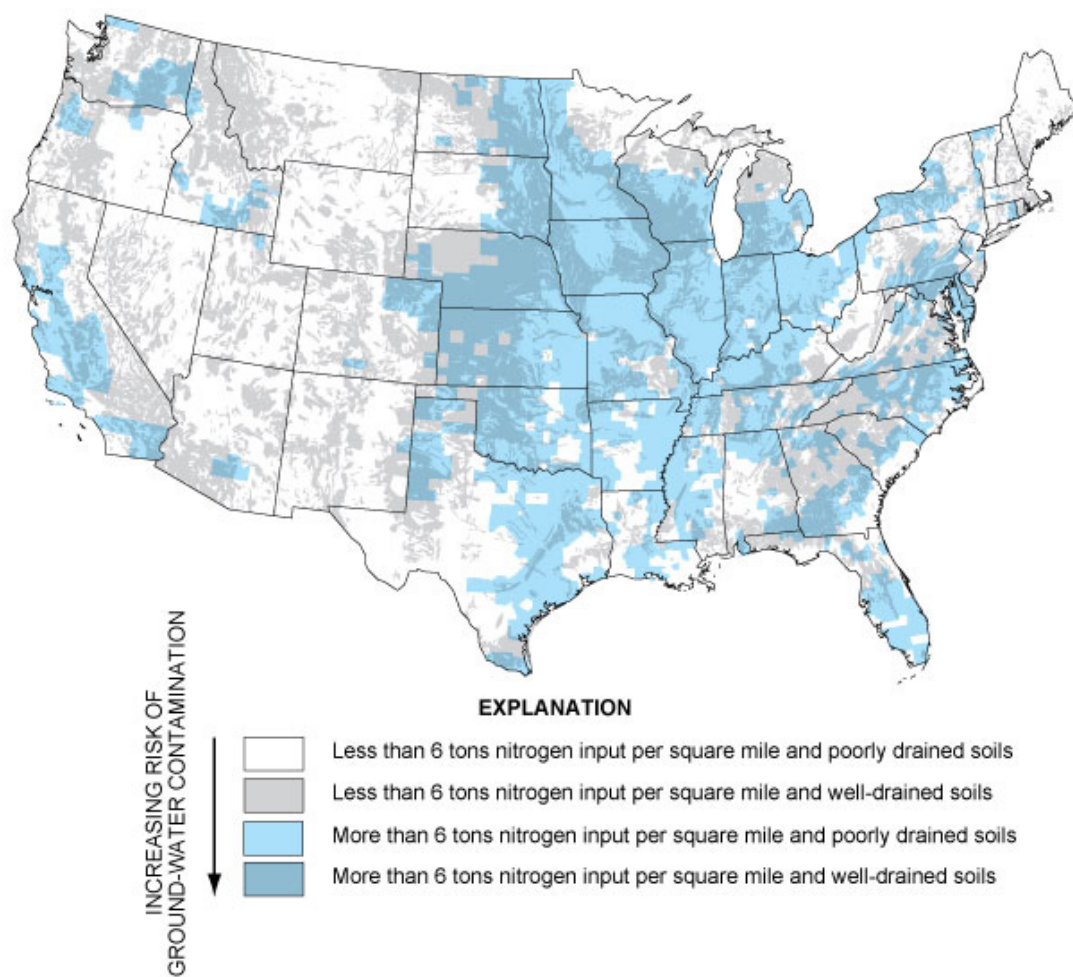 EXPLANATION
INCREASING RISK OF
GROUND-WATER CONTAMINATION
Less than 6 tons nitrogen input per square mile and poorly drained soils
Less than 6 tons nitrogen input per square mile and well-drained soils
More than 6 tons nitrogen input per square mile and poorly drained soils
More than 6 tons nitrogen input per square mile and well-drained soils